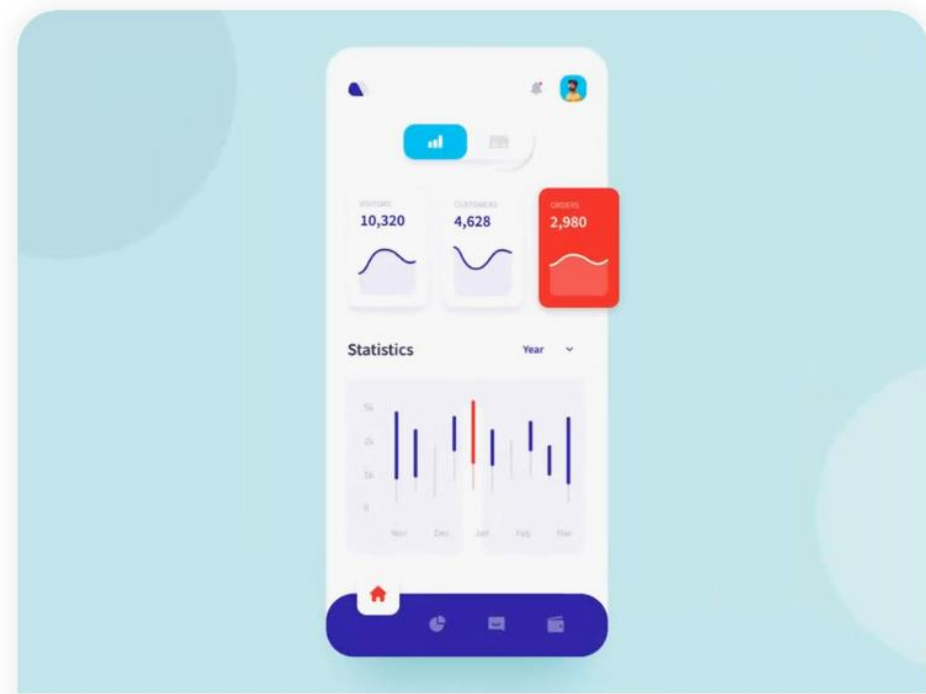 VISITORS
10,320
CUSTOMERS
4,628
ORDERS
2,980
Statistics
Year
5k
2k
1k
0
Nov
Dec
Jan
Feb
Mar